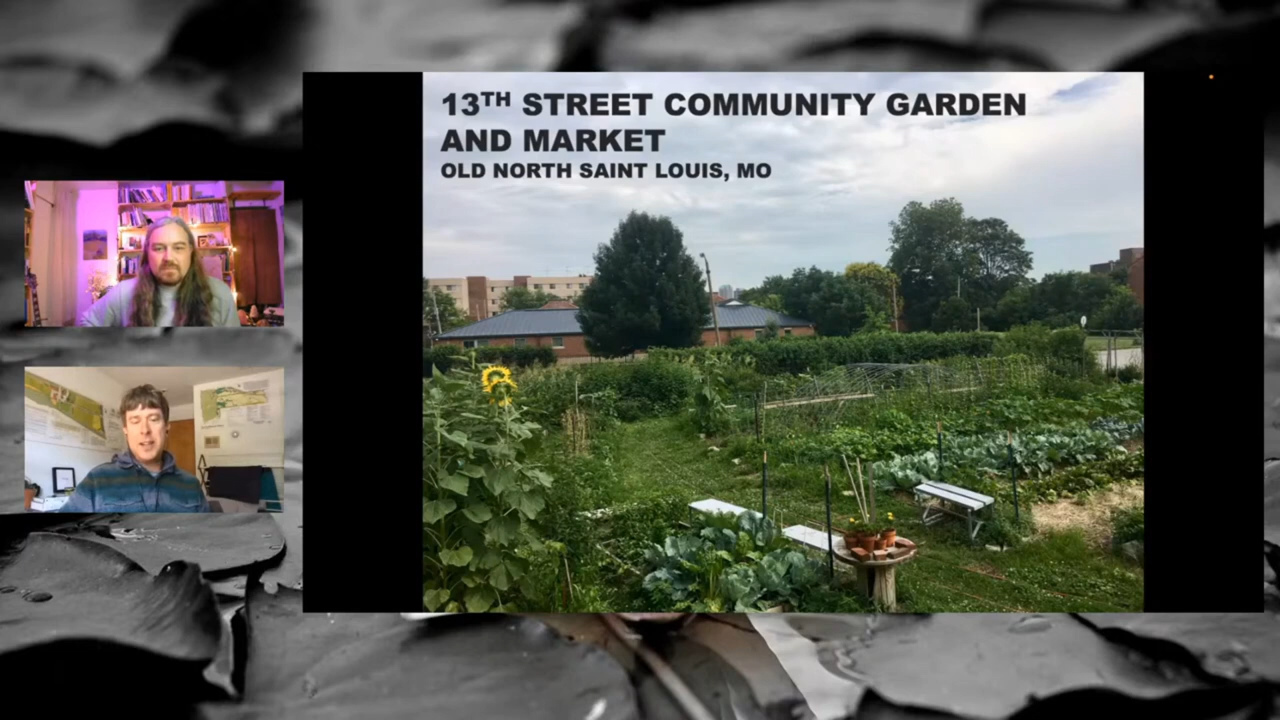 13TH STREET COMMUNITY GARDEN
AND MARKET
OLD NORTH SAINT LOUIS, MO